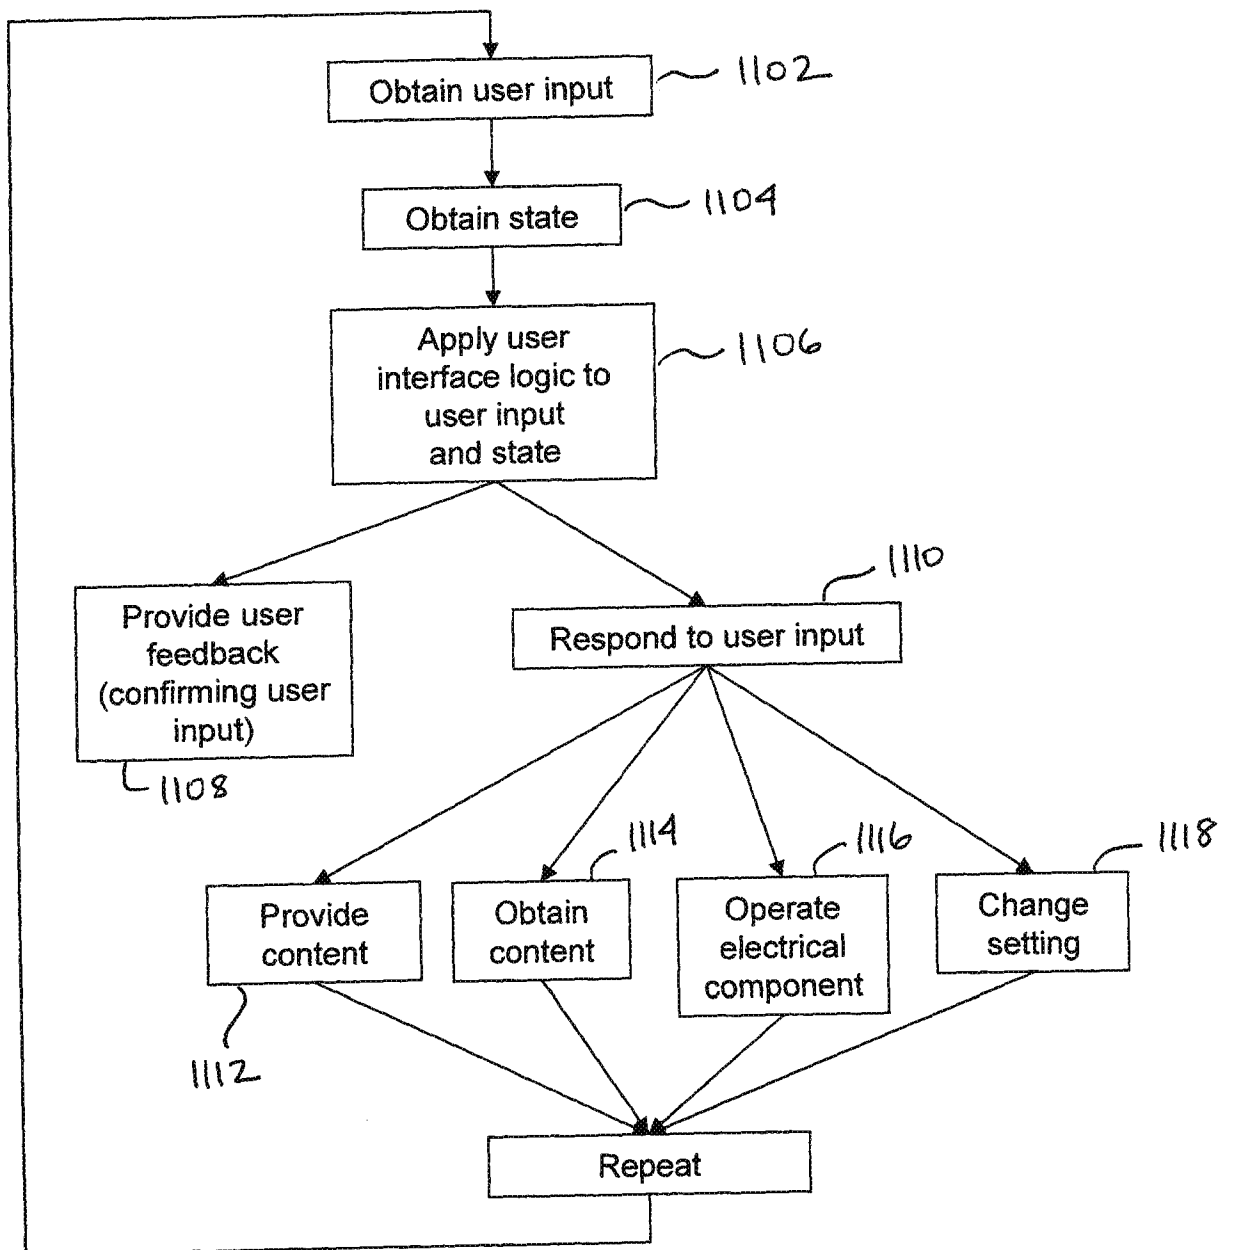 Obtain user input
1102
Obtain state
1104
Apply user
interface logic to
user input
and state
1106
Provide user
feedback
(confirming user
input)
1108
1110
Respond to user input
Provide
content
1112
1114
Obtain
content
1116
Operate
electrical
component
1118
Change
setting
Repeat